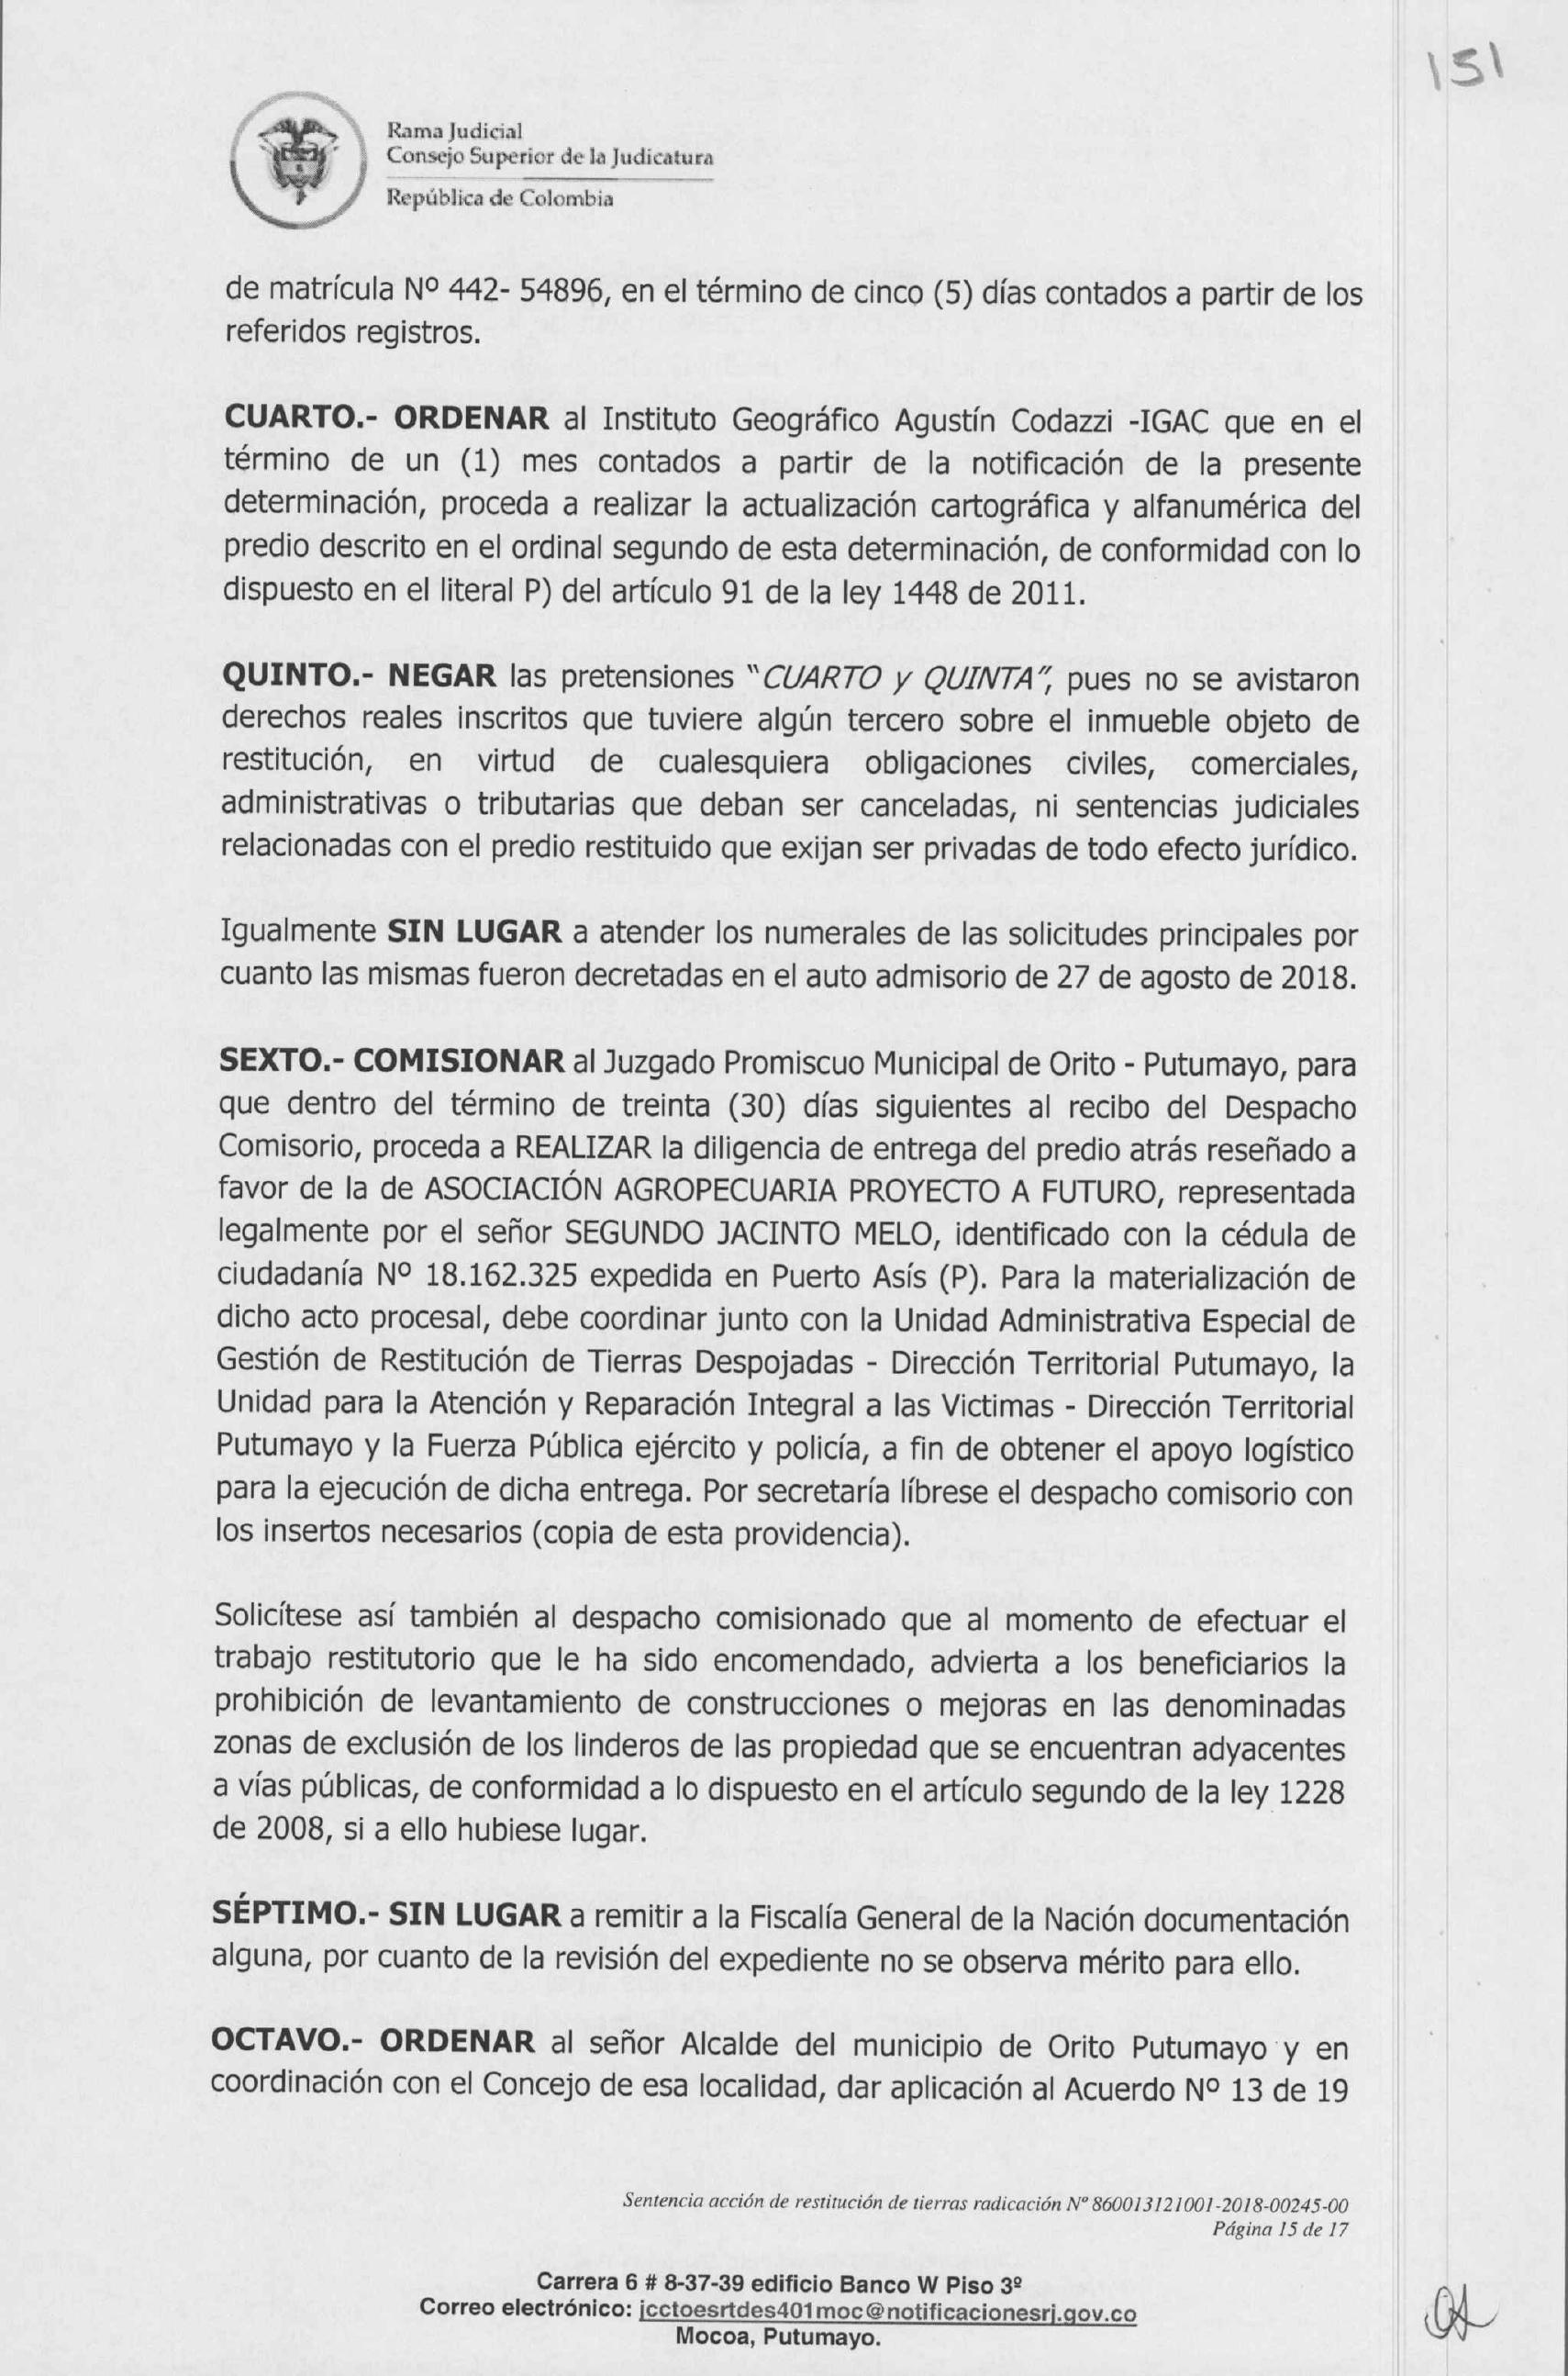 151
Rama Judicial
Consejo Superior de la Judicatura
República de Colombia
de matrícula Nº 442- 54896, en el término de cinco (5) días contados a partir de los
referidos registros.
CUARTO.- ORDENAR al Instituto Geográfico Agustín Codazzi -IGAC que en el
término de un (1) mes contados a partir de la notificación de la presente
determinación, proceda a realizar la actualización cartográfica y alfanumérica del
predio descrito en el ordinal segundo de esta determinación, de conformidad con lo
dispuesto en el literal P) del artículo 91 de la ley 1448 de 2011.
QUINTO.- NEGAR las pretensiones "CUARTO y QUINTA", pues no se avistaron
derechos reales inscritos que tuviere algún tercero sobre el inmueble objeto de
restitución, en virtud de cualesquiera obligaciones civiles, comerciales,
administrativas o tributarias que deban ser canceladas, ni sentencias judiciales
relacionadas con el predio restituido que exijan ser privadas de todo efecto jurídico.
Igualmente SIN LUGAR a atender los numerales de las solicitudes principales por
cuanto las mismas fueron decretadas en el auto admisorio de 27 de agosto de 2018.
SEXTO.- COMISIONAR al Juzgado Promiscuo Municipal de Orito - Putumayo, para
que dentro del término de treinta (30) días siguientes al recibo del Despacho
Comisorio, proceda a REALIZAR la diligencia de entrega del predio atrás reseñado a
favor de la de ASOCIACIÓN AGROPECUARIA PROYECTO A FUTURO, representada
legalmente por el señor SEGUNDO JACINTO MELO, identificado con la cédula de
ciudadanía Nº 18.162.325 expedida en Puerto Asís (P). Para la materialización de
dicho acto procesal, debe coordinar junto con la Unidad Administrativa Especial de
Gestión de Restitución de Tierras Despojadas - Dirección Territorial Putumayo, la
Unidad para la Atención y Reparación Integral a las Victimas - Dirección Territorial
Putumayo y la Fuerza Pública ejército y policía, a fin de obtener el apoyo logístico
para la ejecución de dicha entrega. Por secretaría líbrese el despacho comisorio con
los insertos necesarios (copia de esta providencia).
Solicítese así también al despacho comisionado que al momento de efectuar el
trabajo restitutorio que le ha sido encomendado, advierta a los beneficiarios la
prohibición de levantamiento de construcciones o mejoras en las denominadas
zonas de exclusión de los linderos de las propiedad que se encuentran adyacentes
a vías públicas, de conformidad a lo dispuesto en el artículo segundo de la ley 1228
de 2008, si a ello hubiese lugar.
SÉPTIMO.- SIN LUGAR a remitir a la Fiscalía General de la Nación documentación
alguna, por cuanto de la revisión del expediente no se observa mérito para ello.
OCTAVO.- ORDENAR al señor Alcalde del municipio de Orito Putumayo y en
coordinación con el Concejo de esa localidad, dar aplicación al Acuerdo Nº 13 de 19
Sentencia acción de restitución de tierras radicación Nº 860013121001-2018-00245-00
Página 15 de 17
Carrera 6 # 8-37-39 edificio Banco W Piso 3º
Correo electrónico: jcctoesrtdes401moc@notificacionesrj.gov.co
Mocoa, Putumayo.